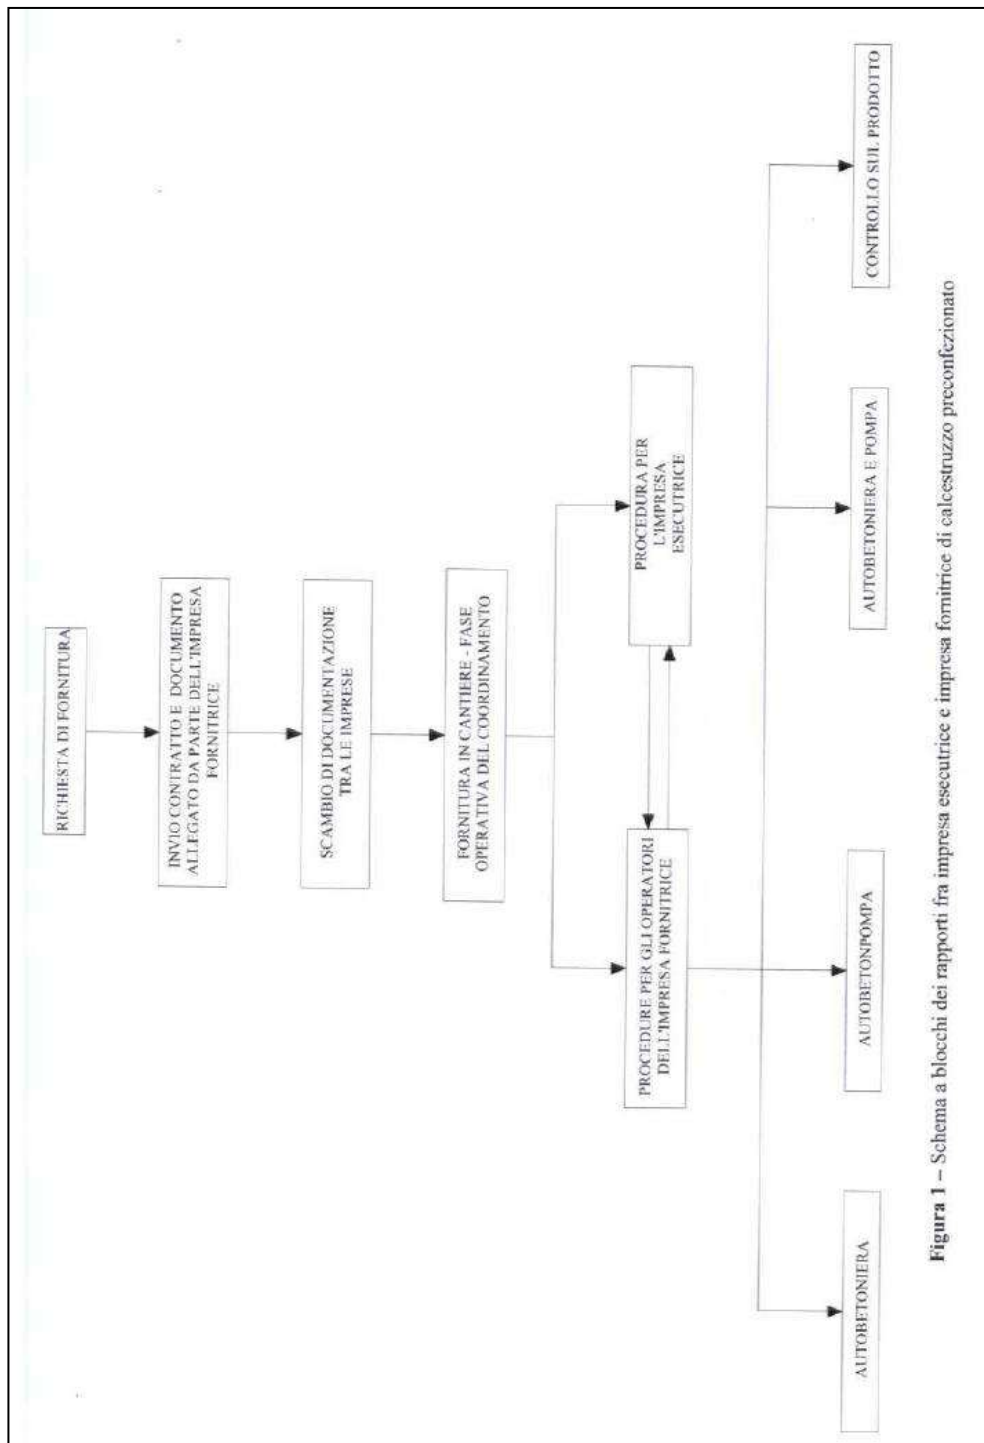 RICHIESTA DI FORNITURA
INVIO CONTRATTO E DOCUMENTO
ALLEGATO DA PARTE DELL'IMPRESA
FORNITRICE
SCAMBIO DI DOCUMENTAZIONE
TRA LE IMPRESE
FORNITURA IN CANTIERE - FASE
OPERATIVA DEL COORDINAMENTO
PROCEDURE PER GLI OPERATORI
DELL'IMPRESA FORNITRICE
PROCEDURA PER
L'IMPRESA
ESECUTRICE
AUTOBETONIERA
AUTOBETONPOMPA
AUTOBETONIERA E POMPA
CONTROLLO SUL PRODOTTO
Figura 1 – Schema a blocchi dei rapporti fra impresa esecutrice e impresa fornitrice di calcestruzzo preconfezionato